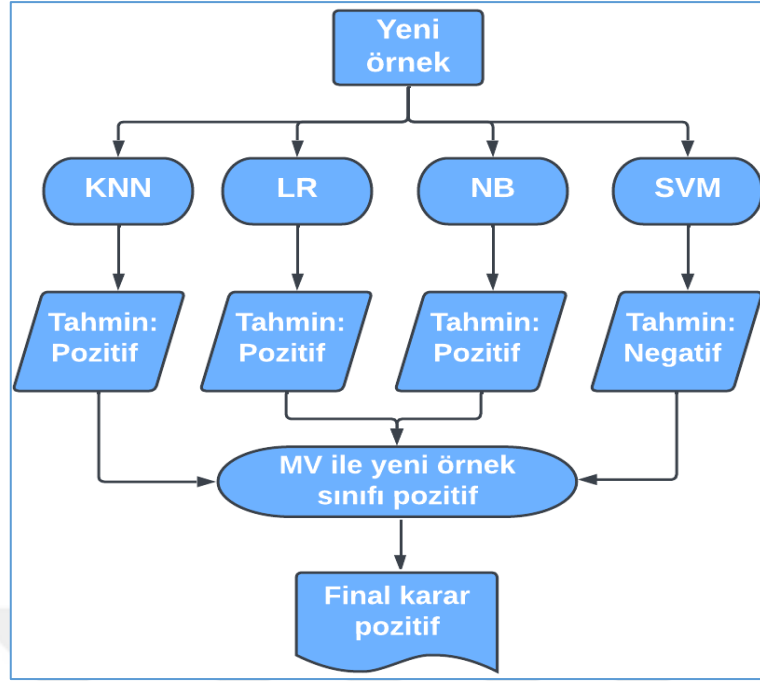 Yeni
örnek
KNN
LR
NB
SVM
Tahmin:
Pozitif
Tahmin:
Pozitif
Tahmin:
Pozitif
Tahmin:
Negatif
MV ile yeni örnek
sınıfı pozitif
Final karar
pozitif